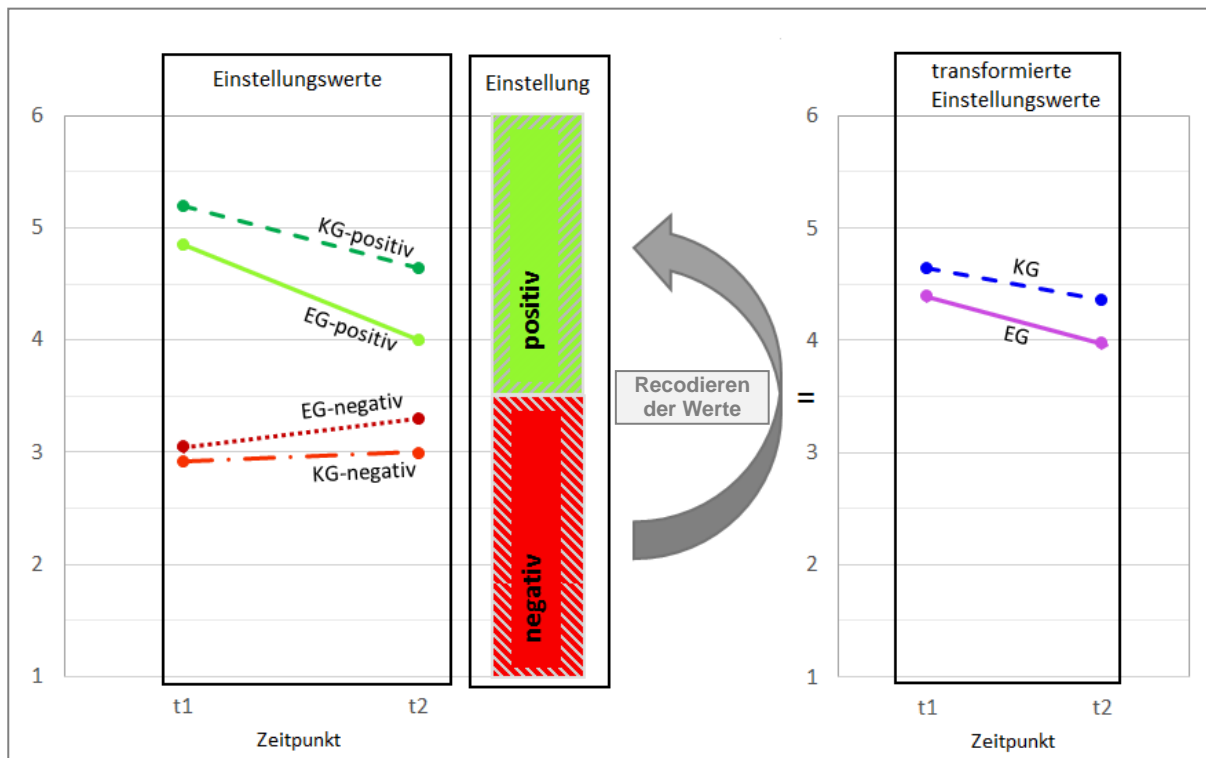 Einstellungswerte
6
5
4
3
2
1
KG-positiv
EG-positiv
EG-negativ
KG-negativ
t1
t2
Zeitpunkt
Einstellung
positiv
negativ
Recodieren
der Werte
=
transformierte
Einstellungswerte
6
5
4
3
2
1
KG
EG
t1
t2
Zeitpunkt